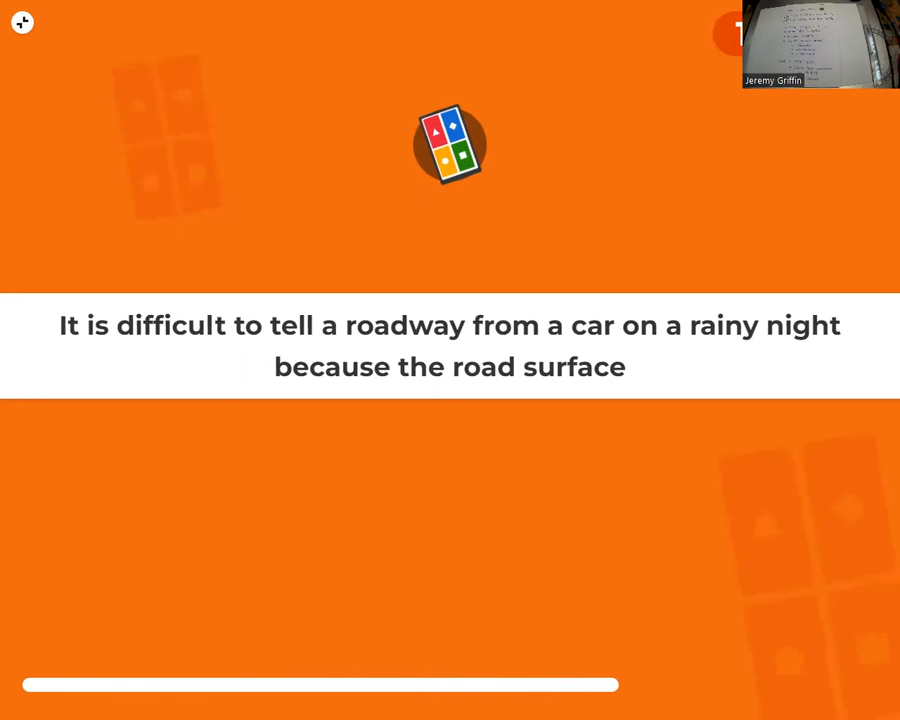 It is difficult to tell a roadway from a car on a rainy night
because the road surface
Jeremy Griffin